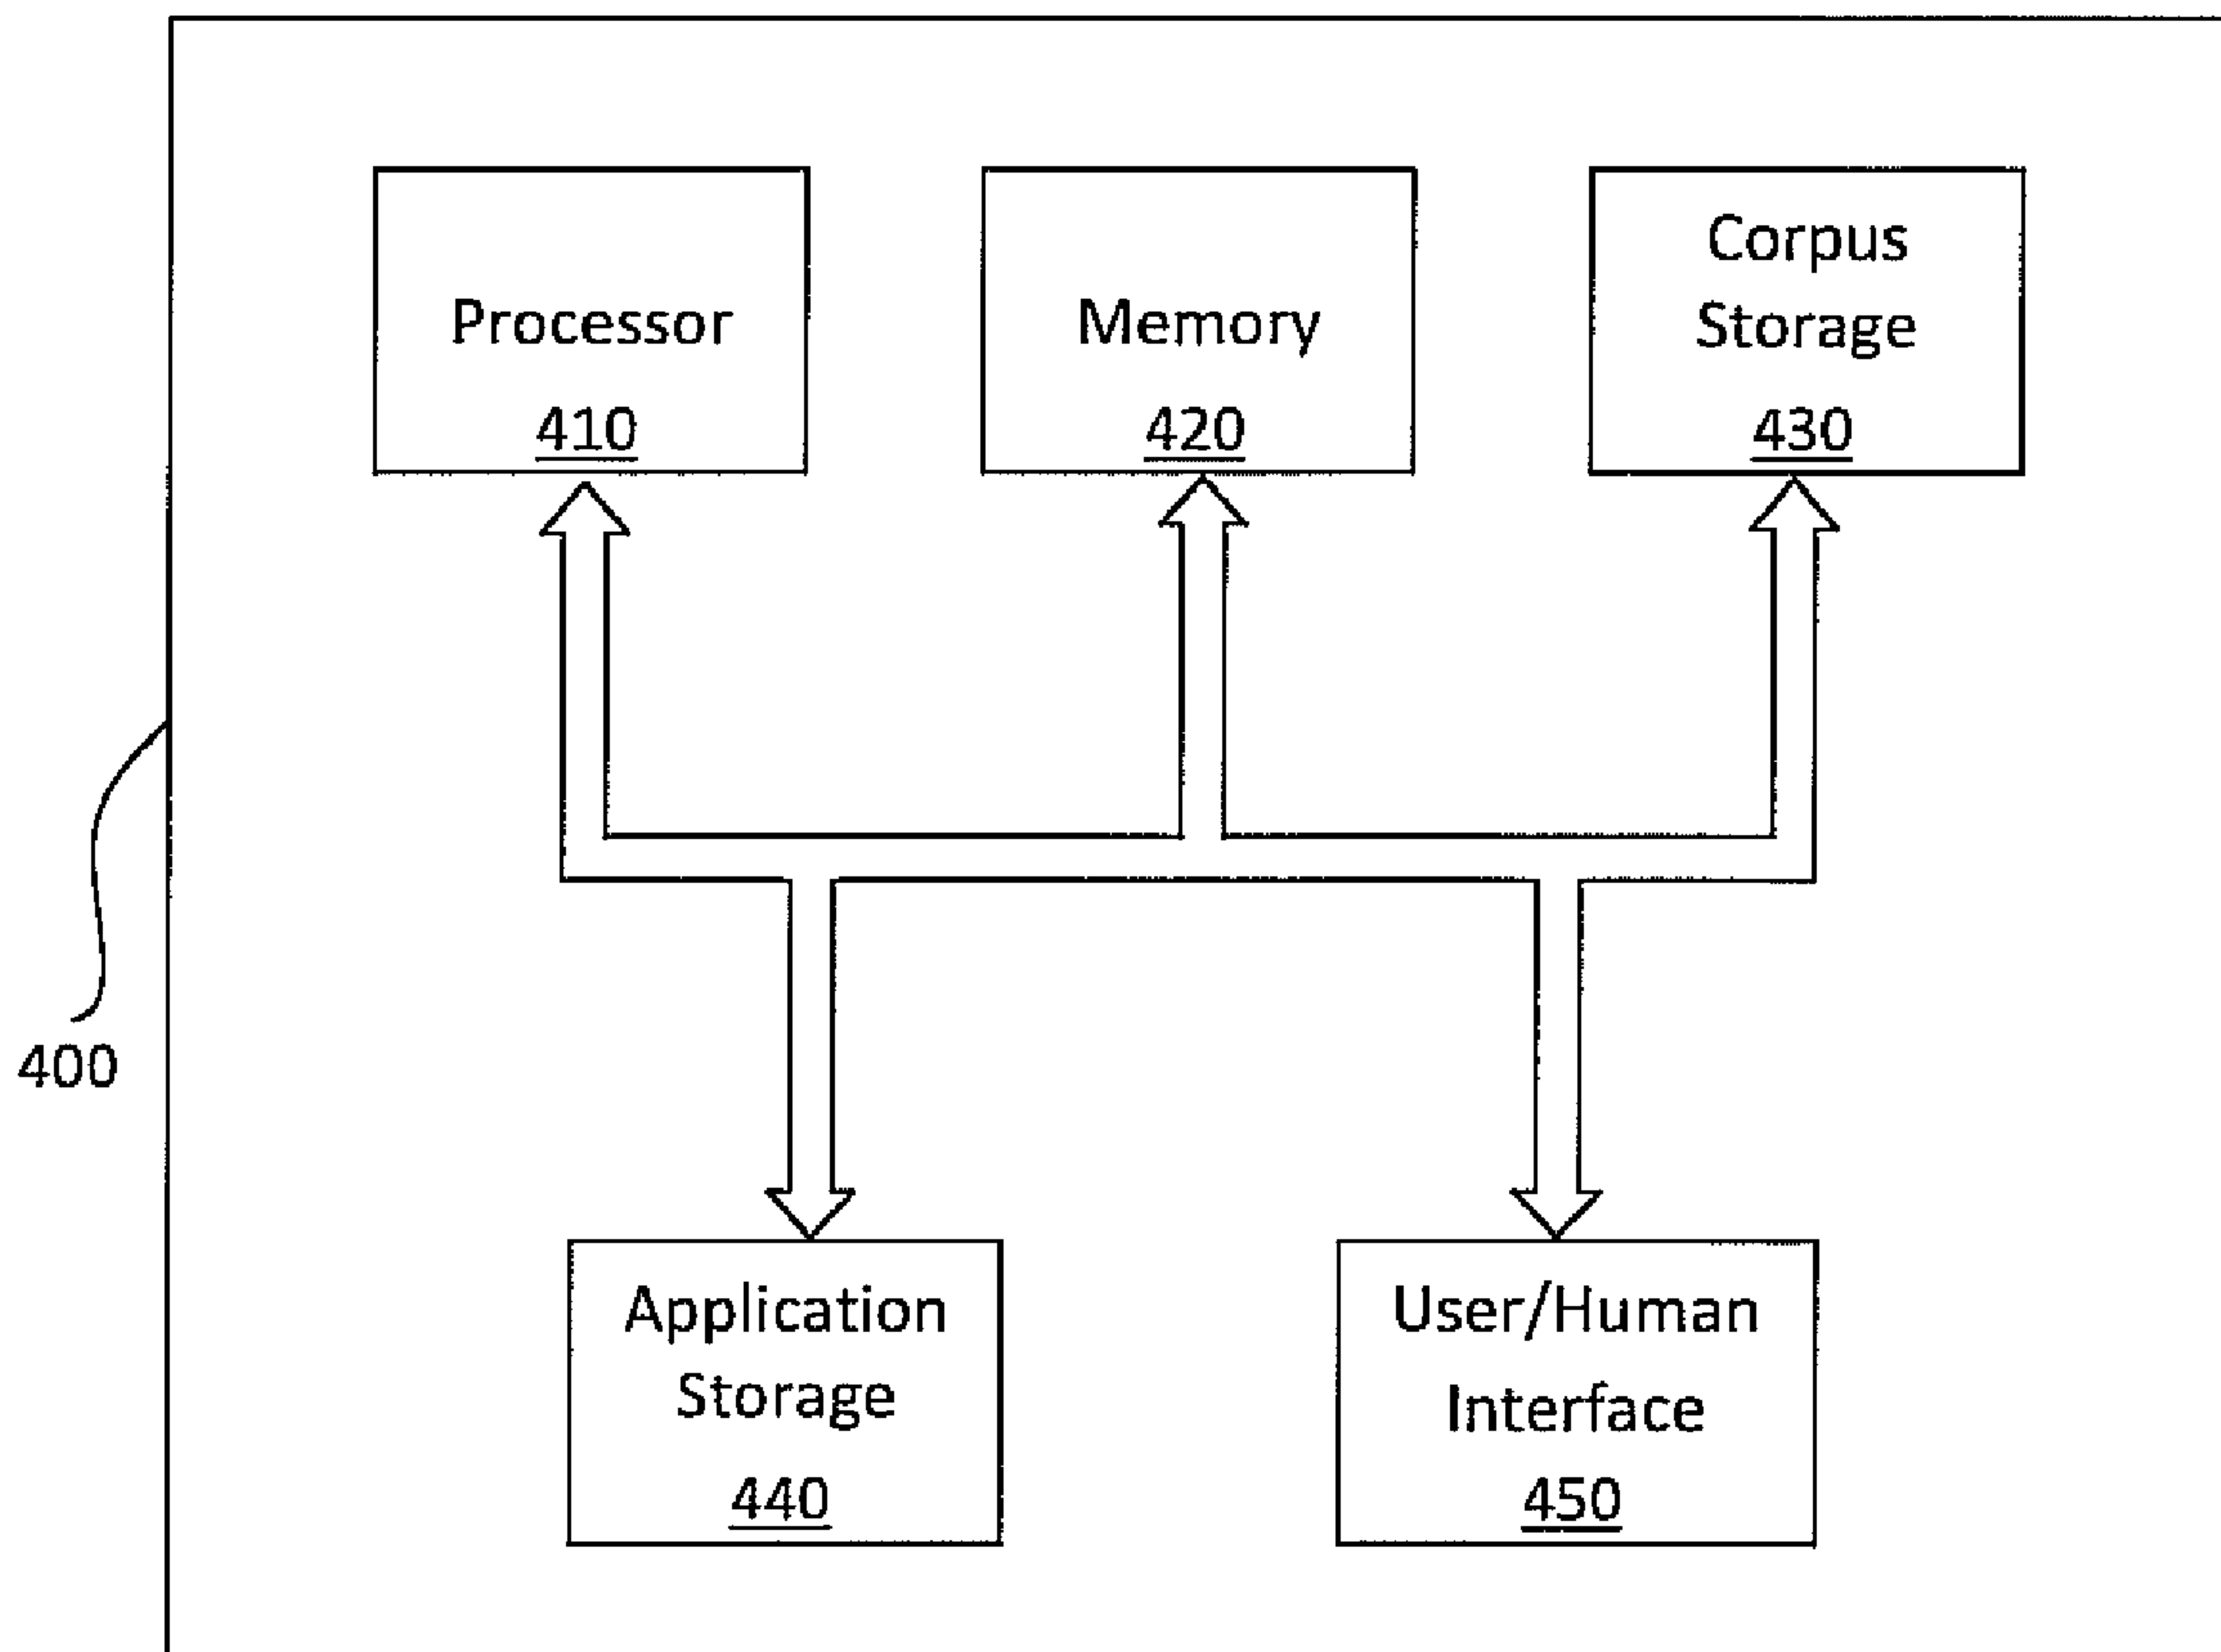 Processor
410
Memory
420
Corpus
Storage
430
400
Application
Storage
440
User/Human
Interface
450